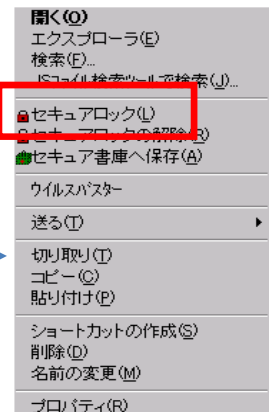 開く(O)
エクスプローラ(E)
検索(F)...
JSファイル検索ツールで検索(J)...
セキュアロック(L)
セキュアロックの解除(R)
セキュア書庫へ保存(A)
ウイルスバスター
送る(T)
切り取り(T)
コピー(C)
貼り付け(P)
ショートカットの作成(S)
削除(D)
名前の変更(M)
プロパティ(R)